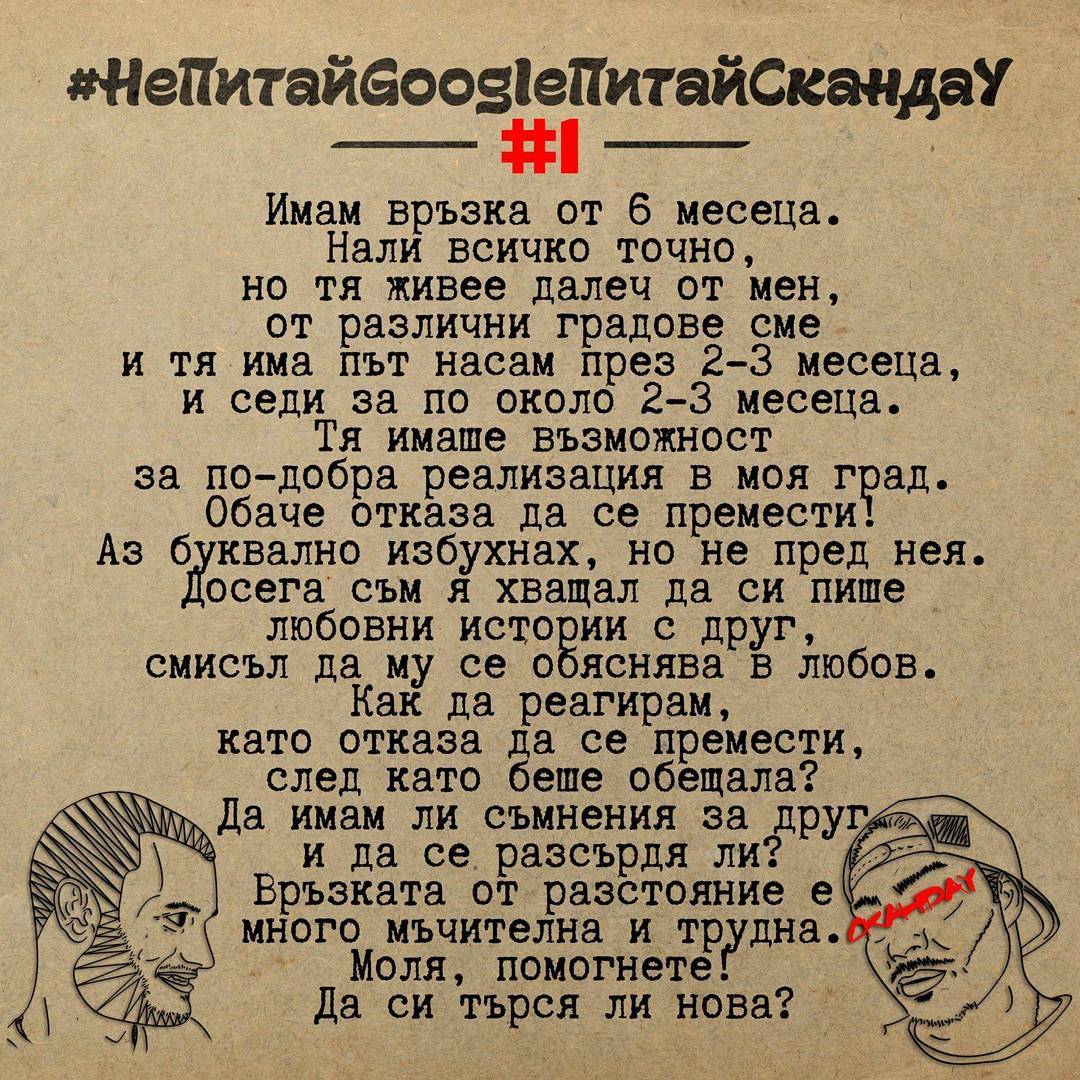 #НеПитайGoogleПитайСкандаУ
#1
Имам връзка от 6 месеца.
Нали всичко точно,
но тя живее далеч от мен,
от различни градове сме
и тя има път насам през 2-3 месеца,
и седи за по около 2-3 месеца.
Тя имаше възможност
за по-добра реализация в моя град.
Обаче отказа да се премести!
Аз буквално избухнах, но не пред нея.
Досега съм я хващал да си пише
любовни истории с друг,
смисъл да му се обяснява в любов.
Как да реагирам,
като отказа да се премести,
след като беше обещала?
Да имам ли съмнения за друг
и да се разсърдя ли?
Връзката от разстояние е
много мъчителна и трудна.
Моля, помогнете!
Да си търся ли нова?
СКАНДАУ